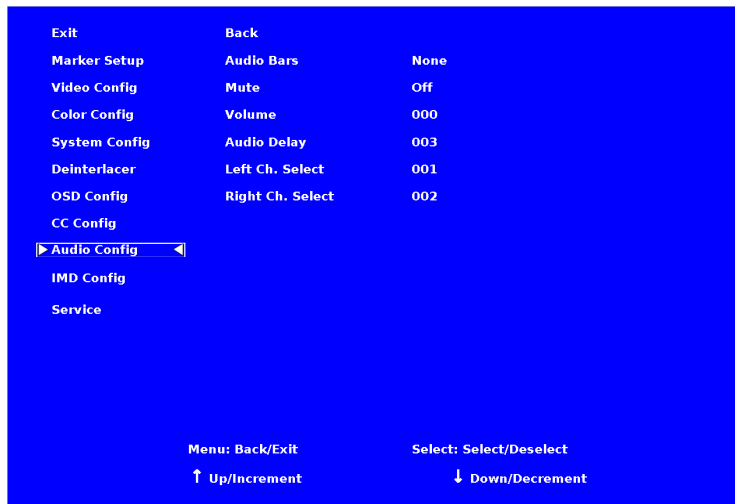 Exit Back
Marker Setup Audio Bars None
Video Config Mute Off
Color Config Volume 000
System Config Audio Delay 003
Deinterlacer Left Ch. Select 001
OSD Config Right Ch. Select 002
CC Config
Audio Config
IMD Config
Service
Menu: Back/Exit Select: Select/Deselect
↑ Up/Increment ↓ Down/Decrement